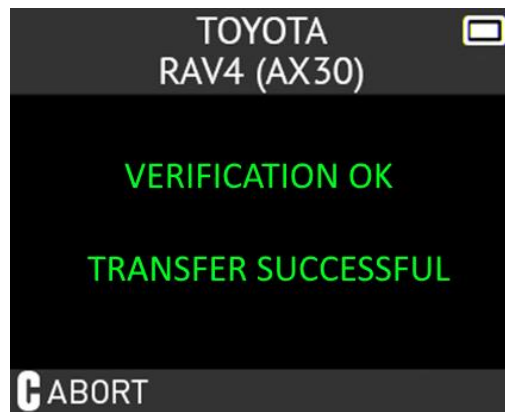 TOYOTA
RAV4 (AX30)
VERIFICATION OK
TRANSFER SUCCESSFUL
C ABORT